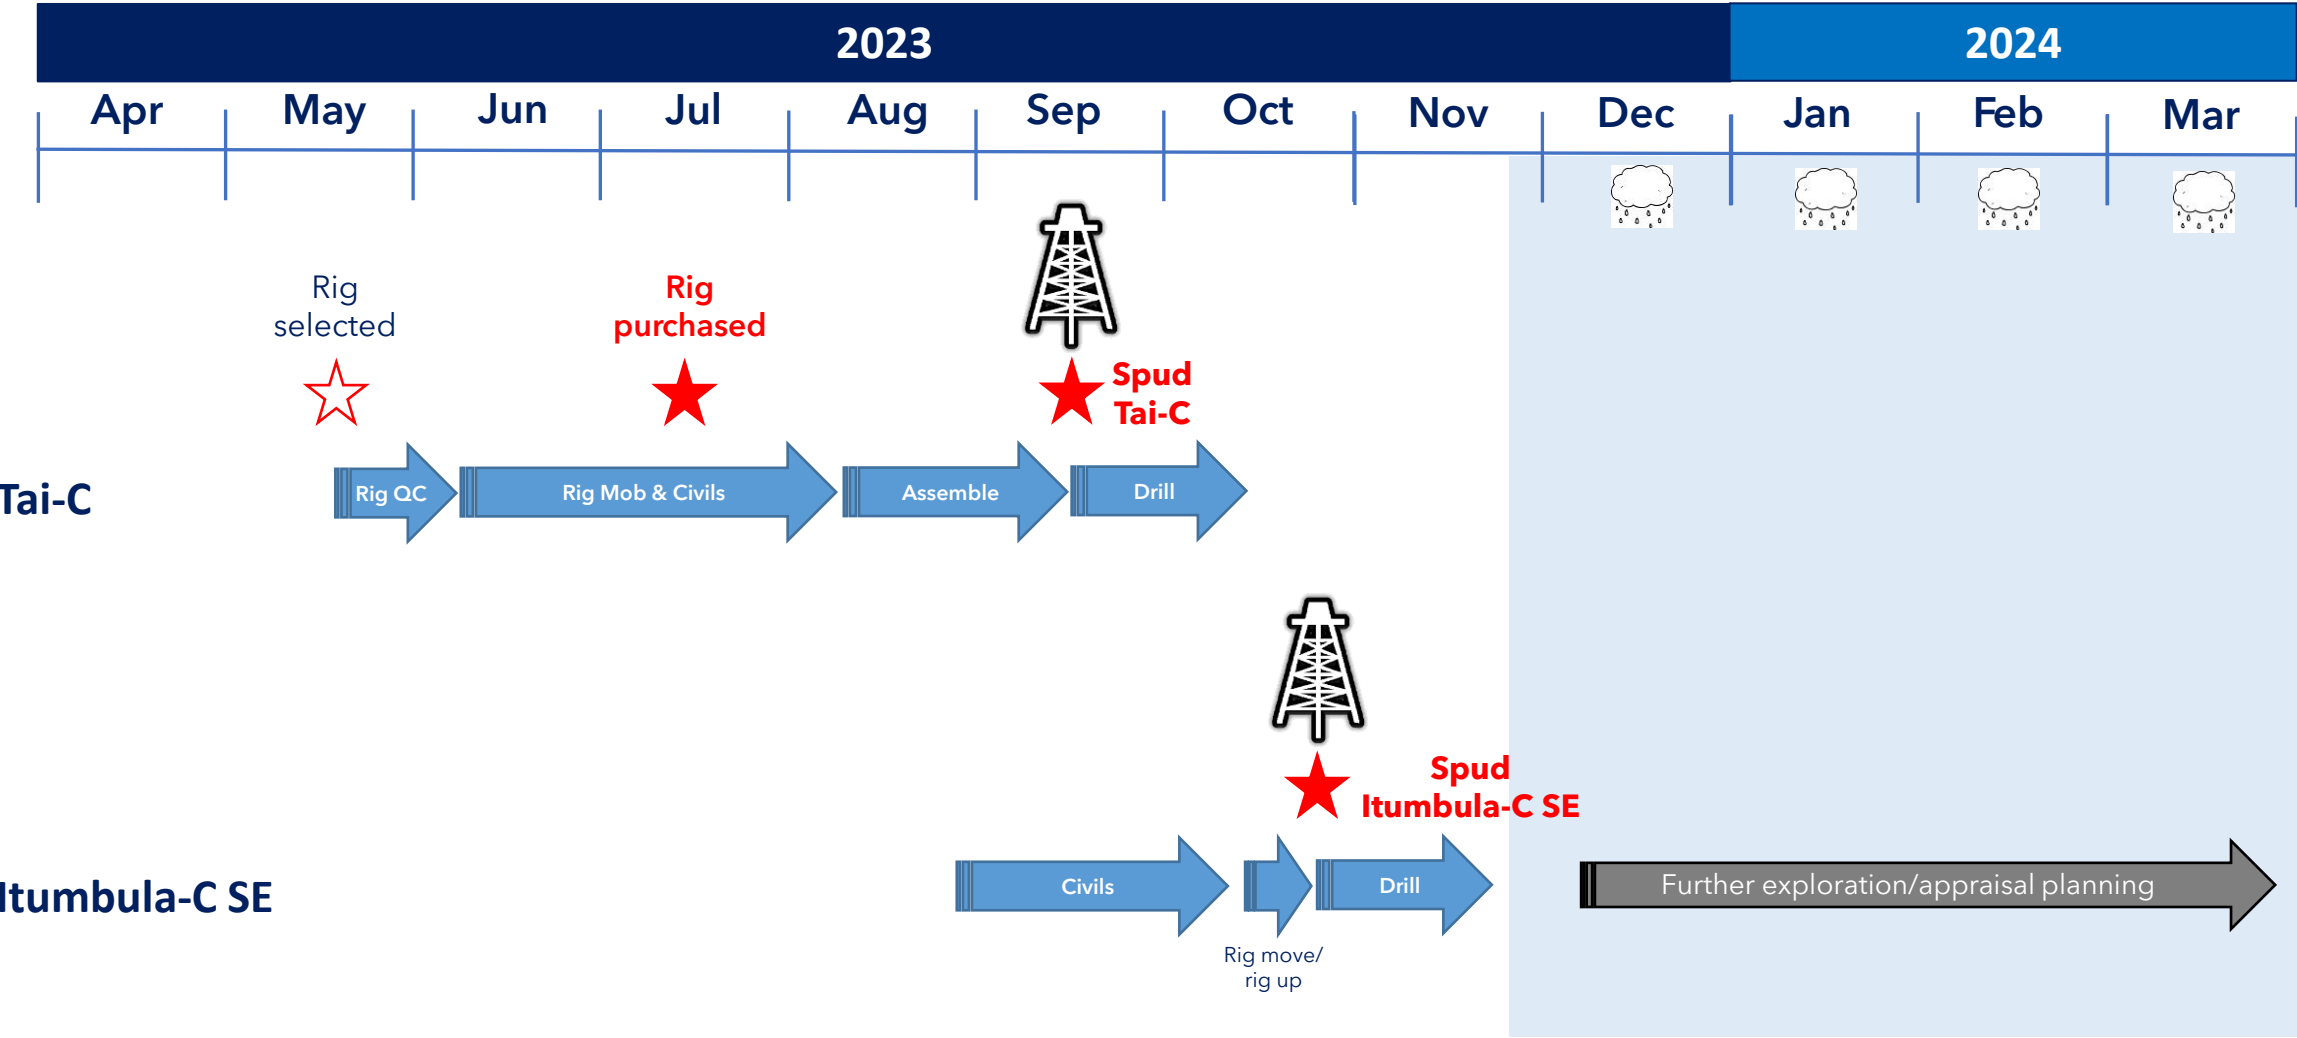 2023
2024
Apr
May
Jun
Jul
Aug
Sep
Oct
Nov
Dec
Jan
Feb
Mar
Rig
selected
Rig
purchased
Spud
Tai-C
Tai-C
Rig QC
Rig Mob & Civils
Assemble
Drill
Spud
Itumbula-C SE
Itumbula-C SE
Civils
Rig move/
rig up
Drill
Further exploration/appraisal planning